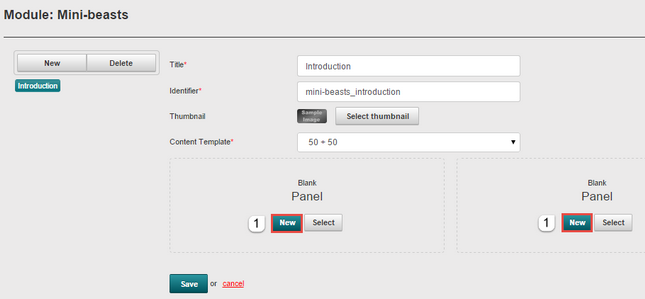 Module: Mini-beasts
New Delete
Introduction
Title* Introduction
Identifier* mini-beasts_introduction
Thumbnail Sample Image Select thumbnail
Content Template* 50 + 50
Blank Blank
Panel Panel
1 New Select 1 New Select
Save or cancel